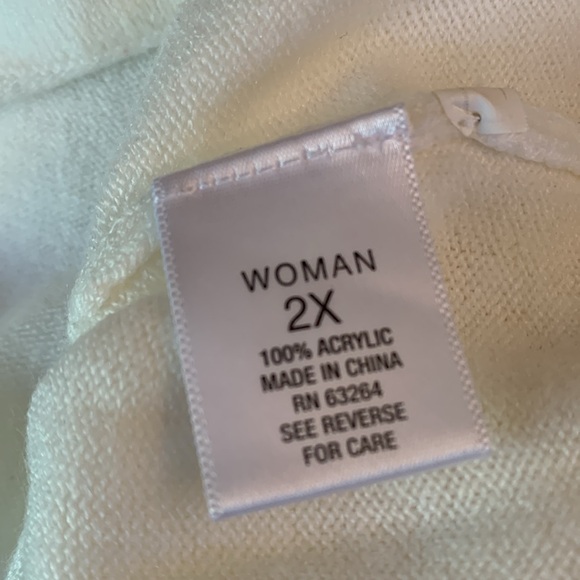 WOMAN
2X
100% ACRYLIC
MADE IN CHINA
RN 63264
SEE REVERSE
FOR CARE